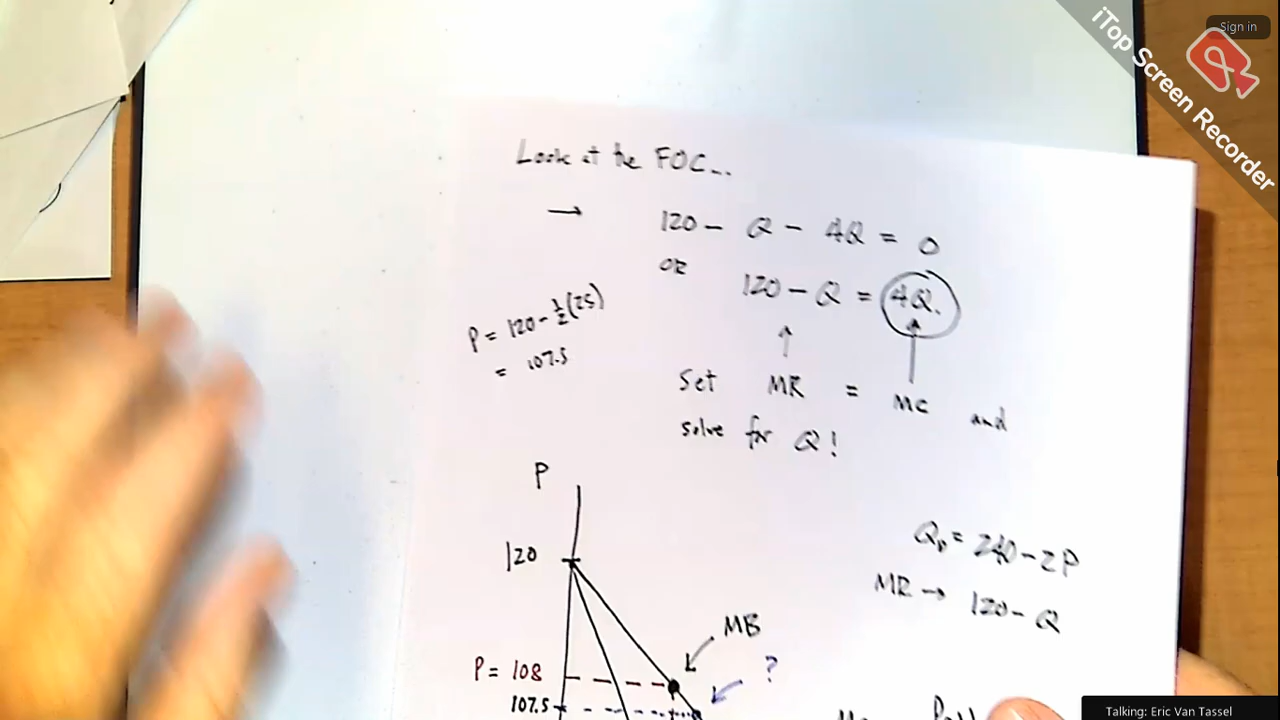 Sign in
iTop Screen Recorder
Look at the FOC...
→ 120 - Q - 4Q = 0
or 120 - Q = 4Q.
P = 120 - 1/2(25)
= 107.5
Set MR = MC and
solve for Q!
P
120
QD = 240 - 2P
MR → 120 - Q
MB
?
P = 108
107.5
Talking: Eric Van Tassel